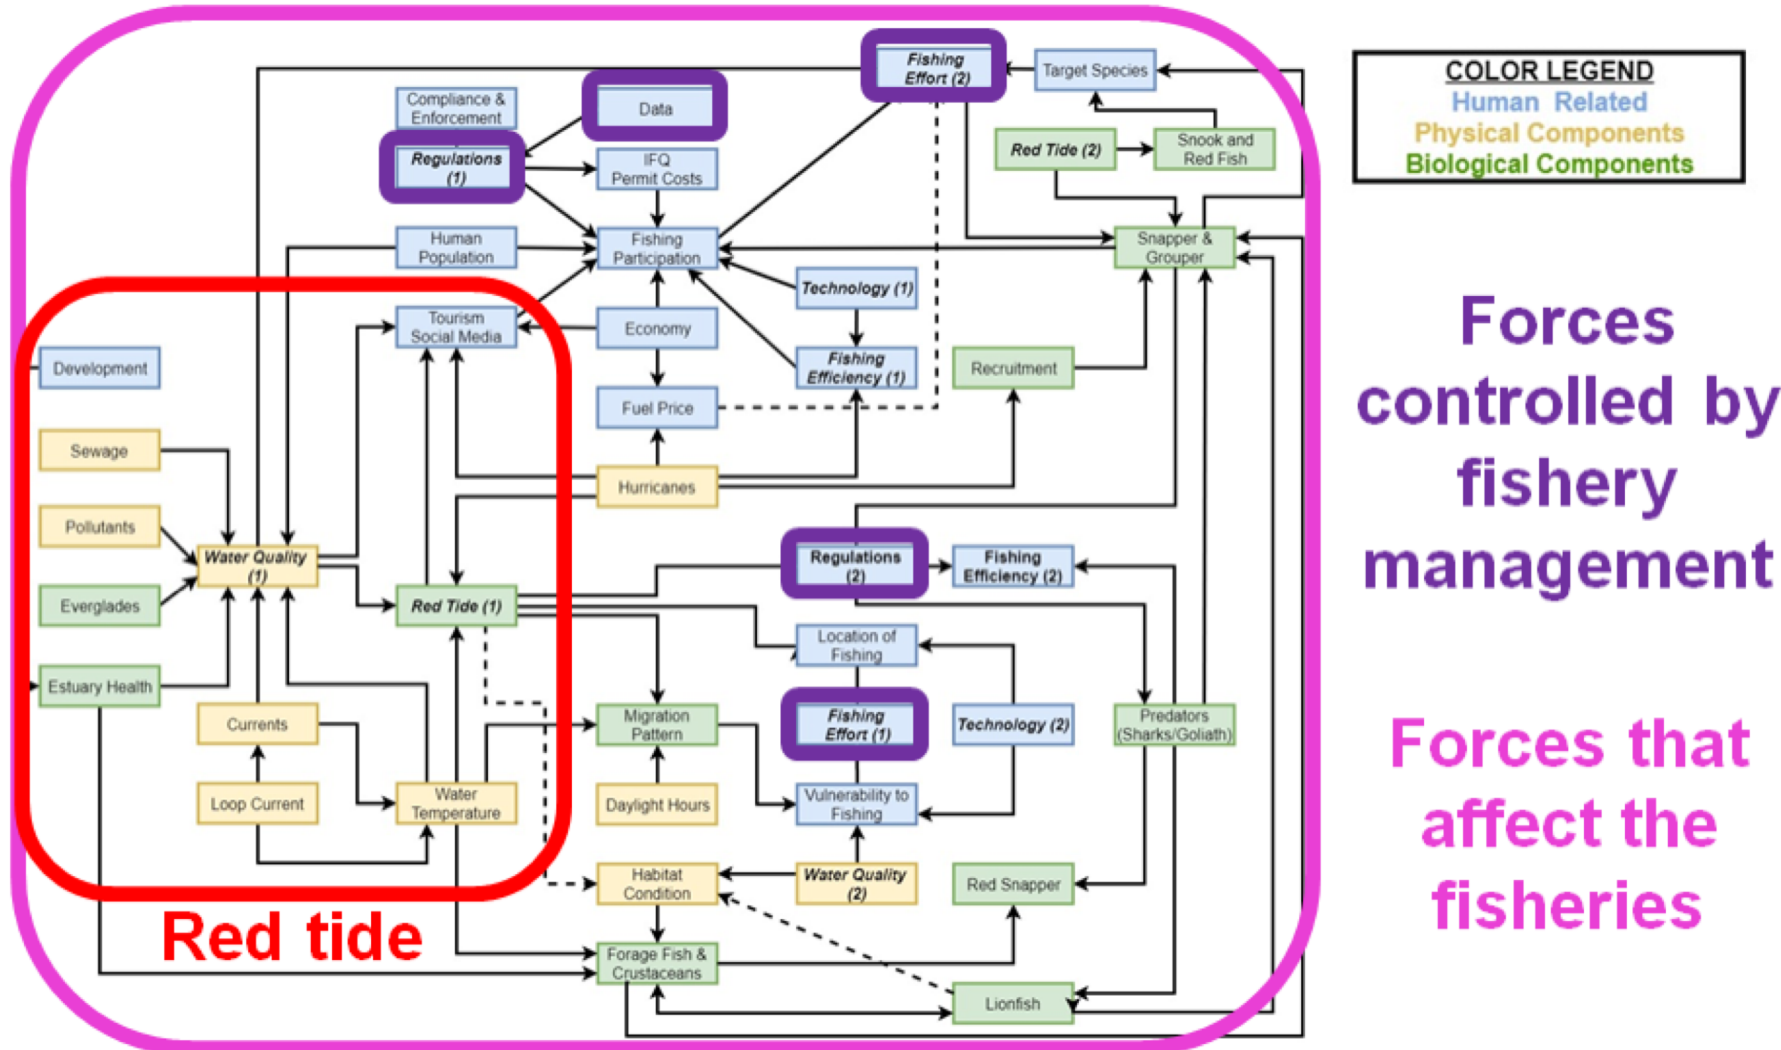 Fishing
Effort (2)
Target Species
COLOR LEGEND
Human Related
Physical Components
Biological Components
Compliance &
Enforcement
Data
Regulations
(1)
IFQ
Permit Costs
Red Tide (2)
Snook and
Red Fish
Human
Population
Fishing
Participation
Snapper &
Grouper
Technology (1)
Tourism
Social Media
Economy
Fishing
Efficiency (1)
Recruitment
Development
Fuel Price
Sewage
Hurricanes
Pollutants
Water Quality
(1)
Regulations
(2)
Fishing
Efficiency (2)
Everglades
Red Tide (1)
Location of
Fishing
Estuary Health
Currents
Migration
Pattern
Fishing
Effort (1)
Technology (2)
Predators
(Sharks/Goliath)
Loop Current
Water
Temperature
Daylight Hours
Vulnerability to
Fishing
Habitat
Condition
Water Quality
(2)
Red Snapper
Red tide
Forage Fish &
Crustaceans
Lionfish
Forces
controlled by
fishery
management
Forces that
affect the
fisheries